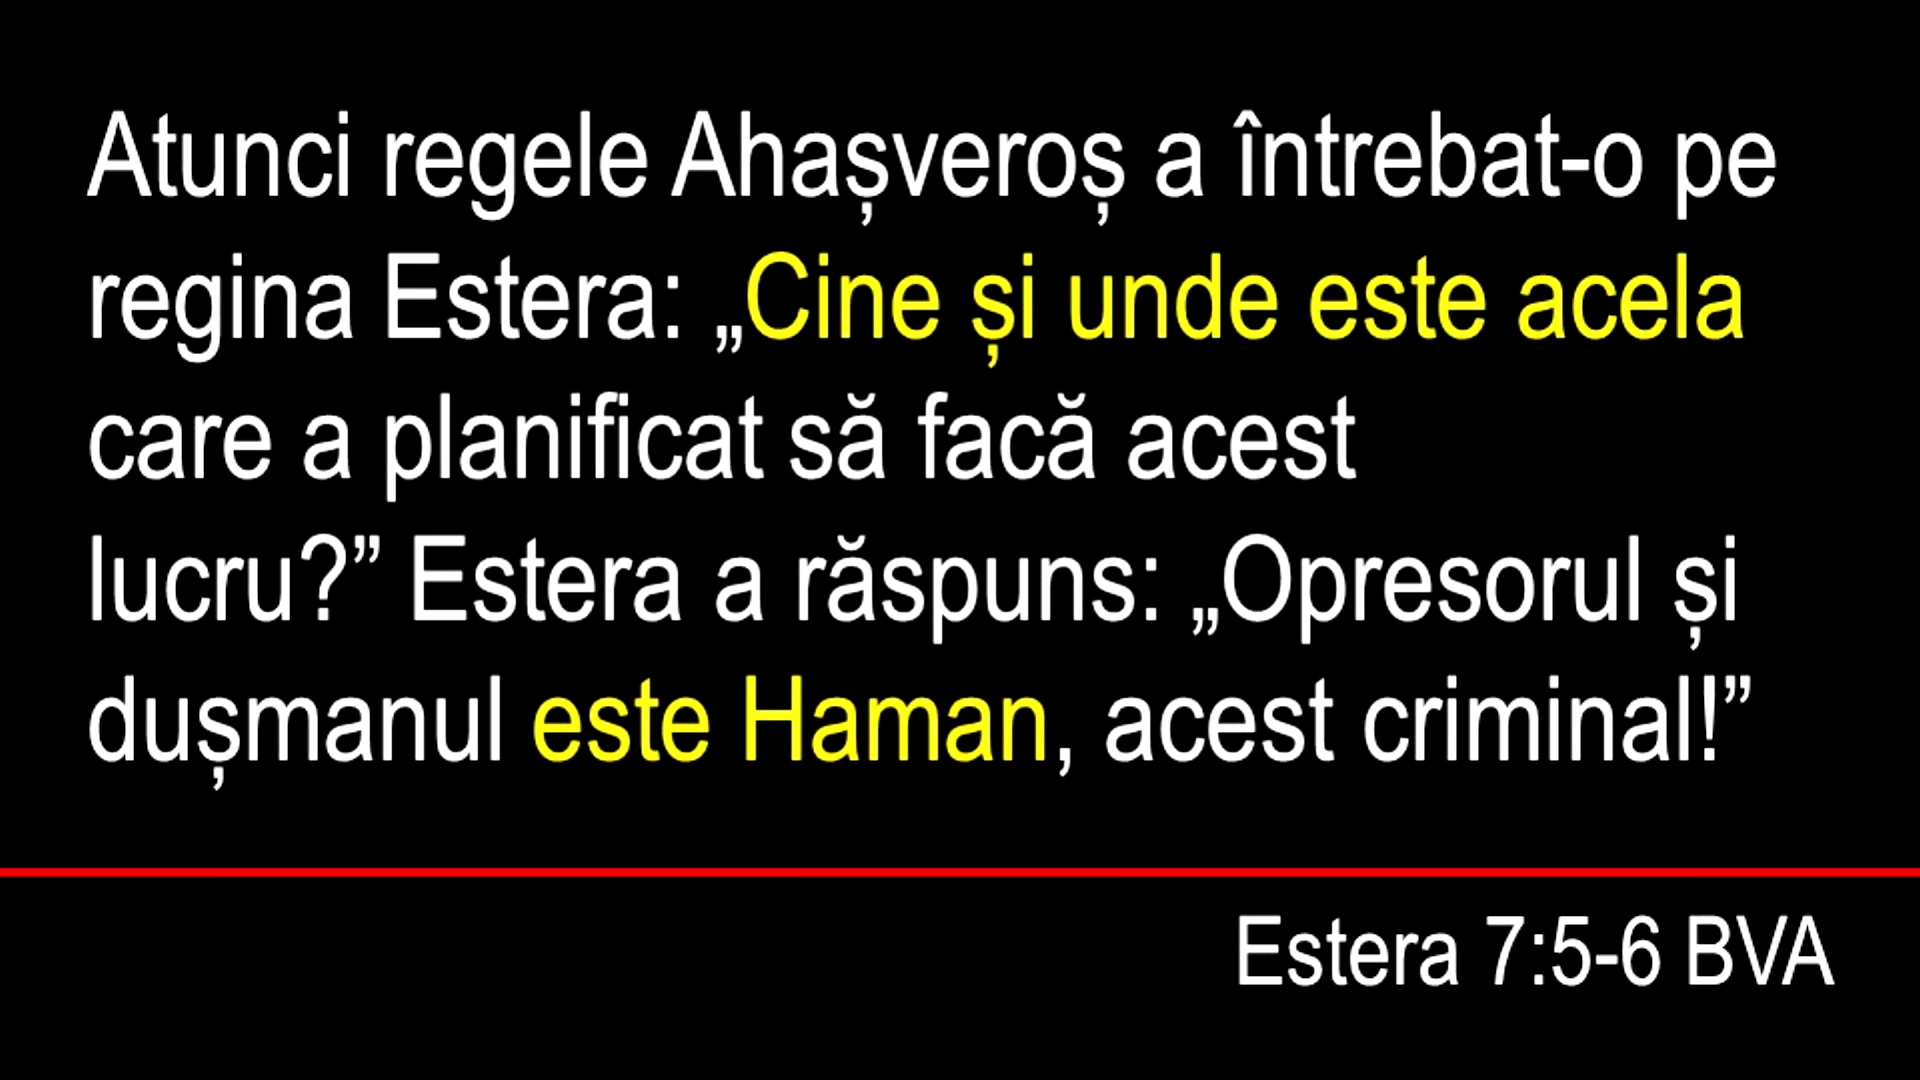 Atunci regele Ahașveroș a întrebat-o pe
regina Estera: „Cine și unde este acela
care a planificat să facă acest
lucru?” Estera a răspuns: „Opresorul și
dușmanul este Haman, acest criminal!”
Estera 7:5-6 BVA